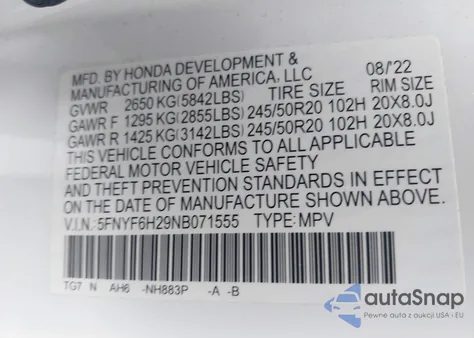 MFD. BY HONDA DEVELOPMENT &
MANUFACTURING OF AMERICA, LLC 08/'22
GVWR 2650 KG(5842LBS) TIRE SIZE RIM SIZE
GAWR F 1295 KG(2855LBS) 245/50R20 102H 20X8.0J
GAWR R 1425 KG(3142LBS) 245/50R20 102H 20X8.0J
THIS VEHICLE CONFORMS TO ALL APPLICABLE
FEDERAL MOTOR VEHICLE SAFETY
AND THEFT PREVENTION STANDARDS IN EFFECT
ON THE DATE OF MANUFACTURE SHOWN ABOVE.
V.I.N.:5FNYF6H29NB071555 TYPE:MPV
TG7 N AH6 -NH883P -A -B
autaSnap
Pewne auta z aukcji USA i EU